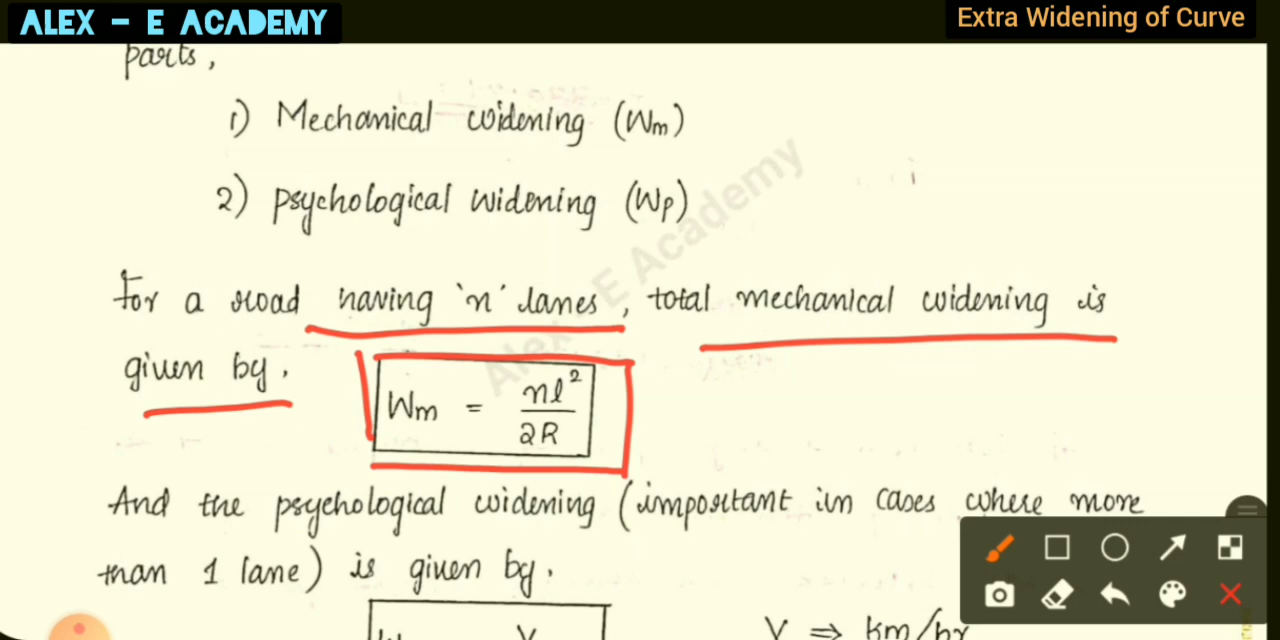 ALEX - E ACADEMY
Extra Widening of Curve
parts,
1) Mechanical widening (Wm)
2) psychological widening (Wp)
For a road having 'n' lanes, total mechanical widening is
given by.
Wm = nl²/2R
And the psychological widening (important in cases where more
than 1 lane) is given by.
V ⇒ km/hr
Alex - E Academy